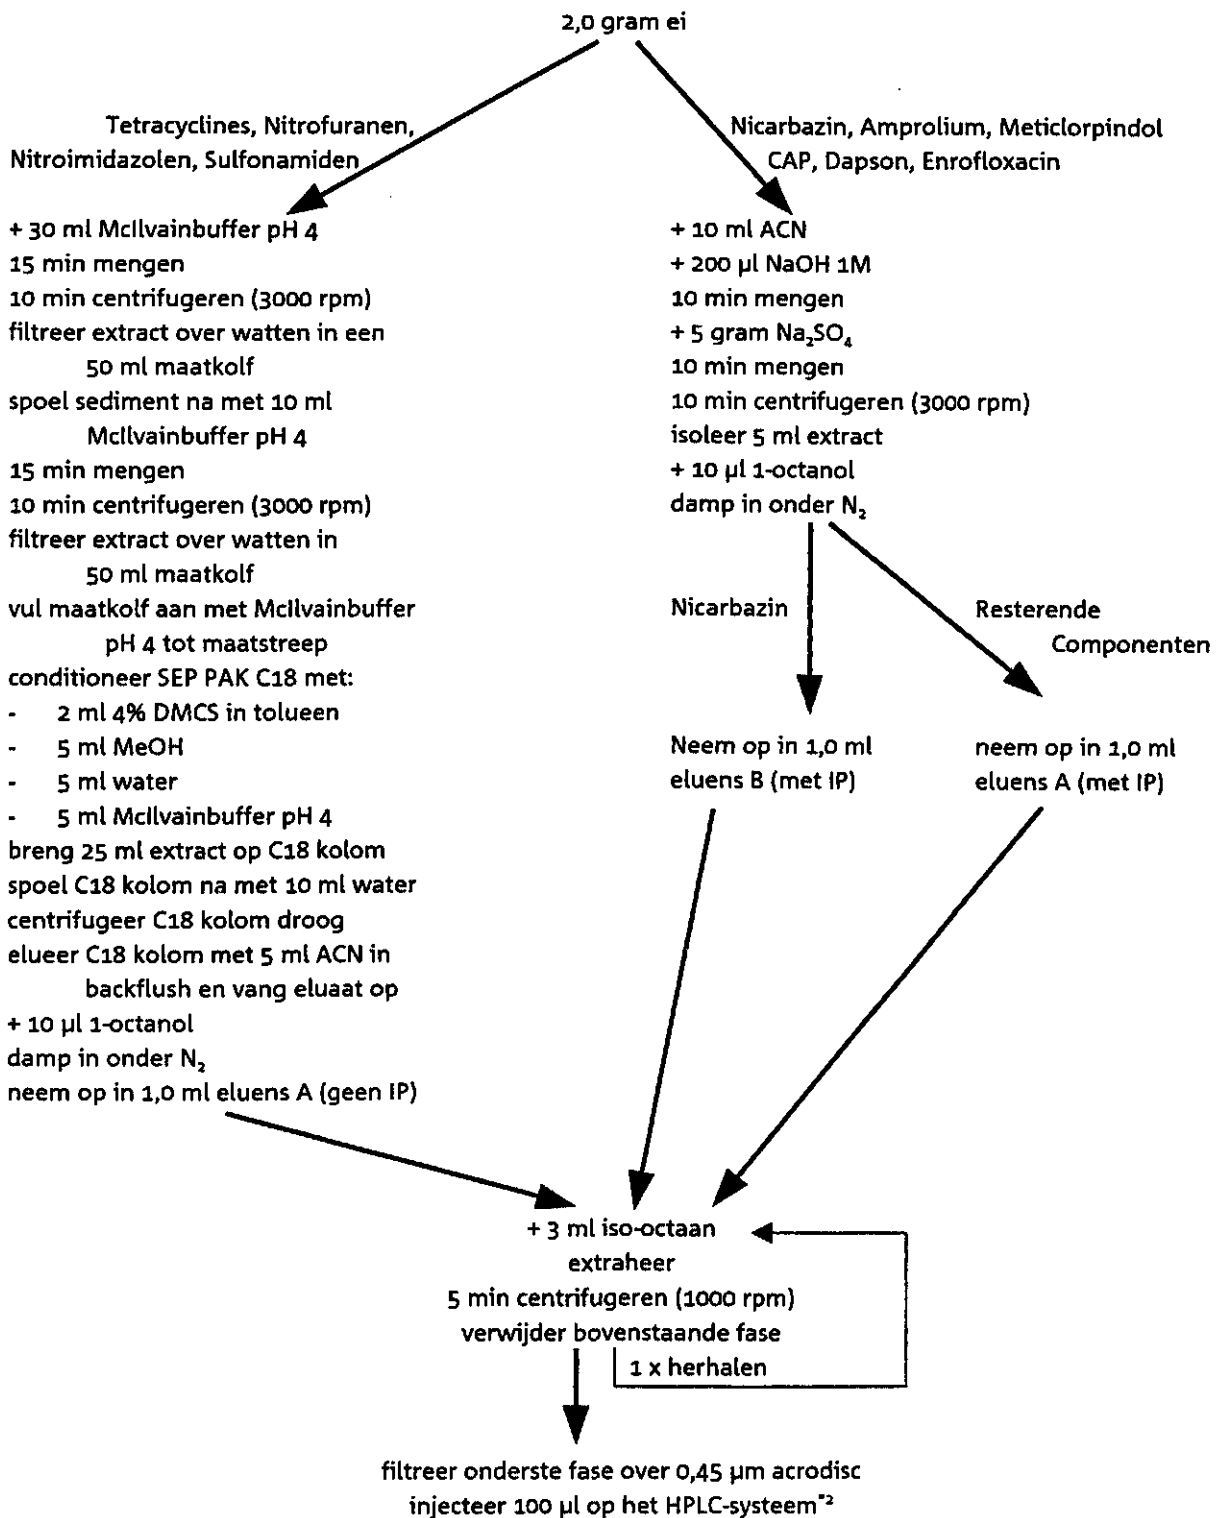 2,0 gram ei
Tetracyclines, Nitrofuranen,
Nitroimidazolen, Sulfonamiden
+ 30 ml McIlvainbuffer pH 4
15 min mengen
10 min centrifugeren (3000 rpm)
filtreer extract over watten in een
50 ml maatkolf
spoel sediment na met 10 ml
McIlvainbuffer pH 4
15 min mengen
10 min centrifugeren (3000 rpm)
filtreer extract over watten in
50 ml maatkolf
vul maatkolf aan met McIlvainbuffer
pH 4 tot maatstreep
conditioneer SEP PAK C18 met:
- 2 ml 4% DMCS in tolueen
- 5 ml MeOH
- 5 ml water
- 5 ml McIlvainbuffer pH 4
breng 25 ml extract op C18 kolom
spoel C18 kolom na met 10 ml water
centrifugeer C18 kolom droog
elueer C18 kolom met 5 ml ACN in
backflush en vang eluaat op
+ 10 µl 1-octanol
damp in onder N₂
neem op in 1,0 ml eluens A (geen IP)
Nicarbazin, Amprolium, Meticlorpindol
CAP, Dapson, Enrofloxacin
+ 10 ml ACN
+ 200 µl NaOH 1M
10 min mengen
+ 5 gram Na₂SO₄
10 min mengen
10 min centrifugeren (3000 rpm)
isoleer 5 ml extract
+ 10 µl 1-octanol
damp in onder N₂
Nicarbazin
Neem op in 1,0 ml
eluens B (met IP)
Resterende
Componenten
neem op in 1,0 ml
eluens A (met IP)
+ 3 ml iso-octaan
extraheer
5 min centrifugeren (1000 rpm)
verwijder bovenstaande fase
1 x herhalen
filtreer onderste fase over 0,45 µm acrodisc
injecteer 100 µl op het HPLC-systeem*²